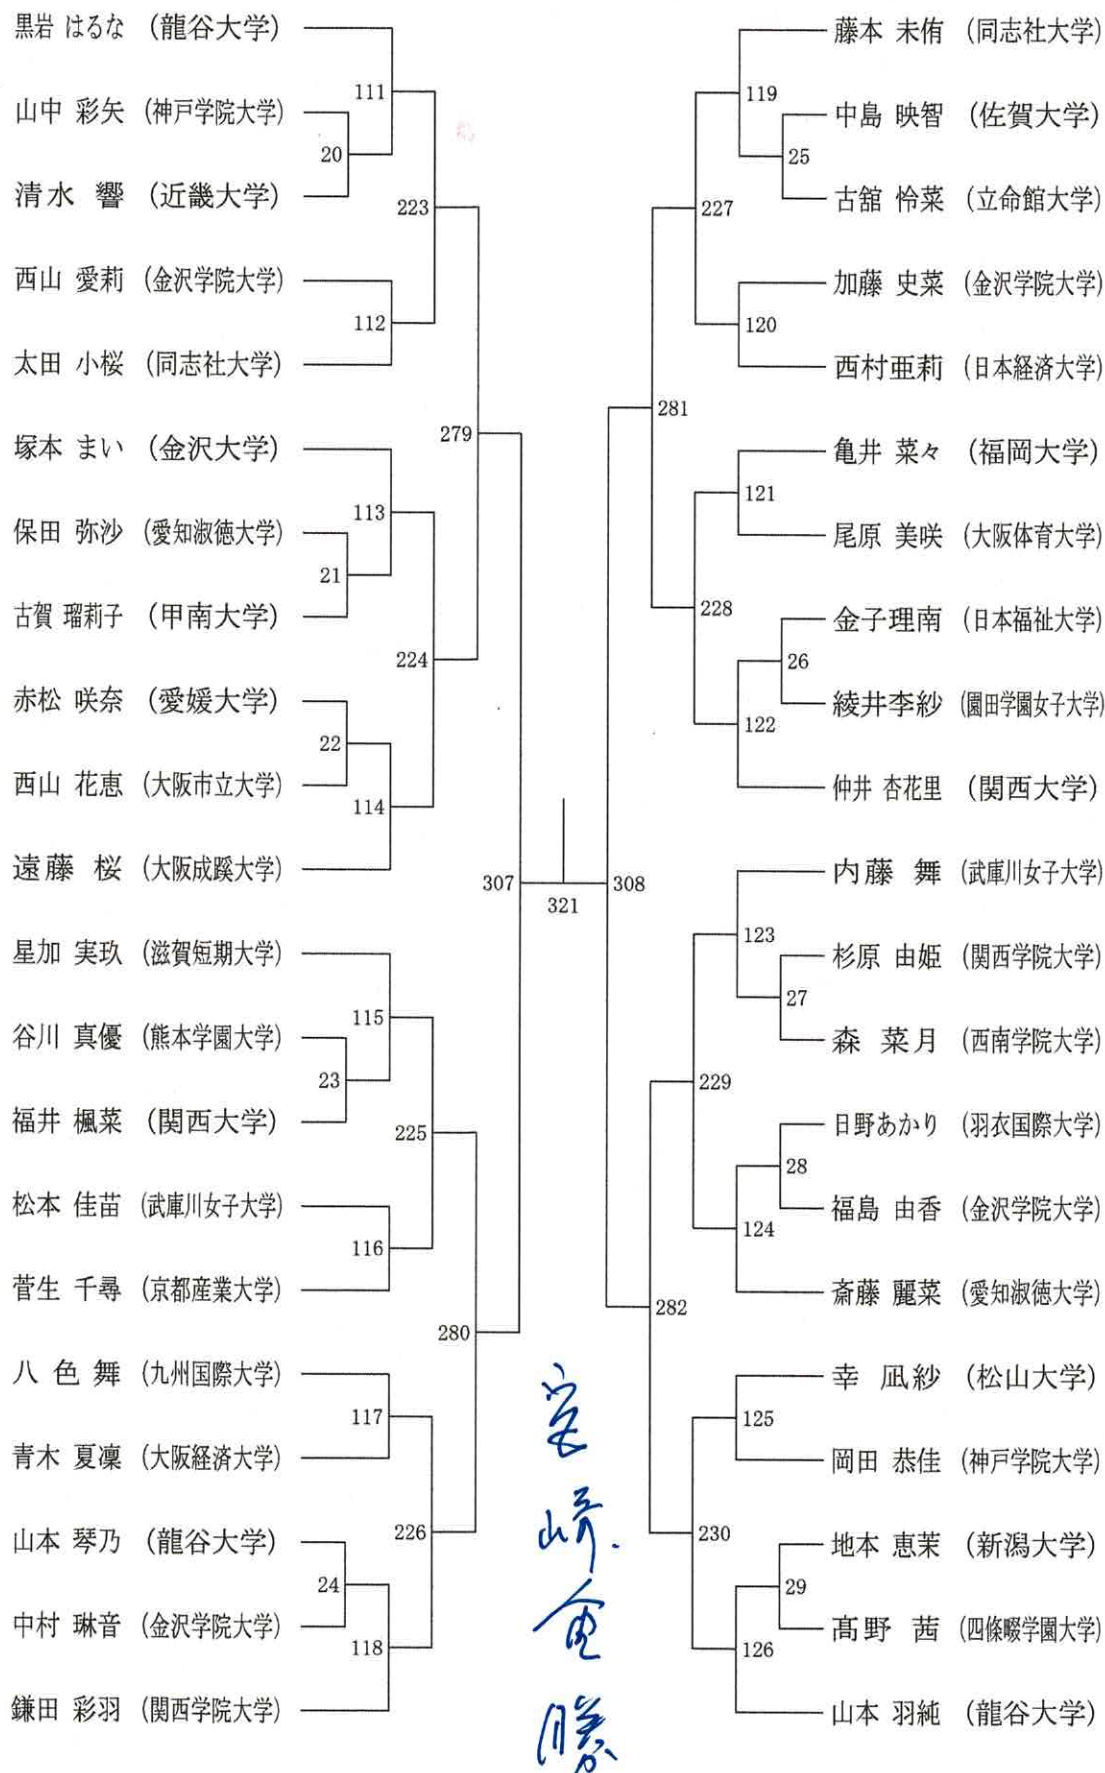 黒岩 はるな (龍谷大学)
111
山中 彩矢 (神戸学院大学)
20
清水 響 (近畿大学)
223
西山 愛莉 (金沢学院大学)
112
太田 小桜 (同志社大学)
279
塚本 まい (金沢大学)
113
保田 弥沙 (愛知淑徳大学)
21
古賀 瑠莉子 (甲南大学)
224
赤松 咲奈 (愛媛大学)
22
西山 花恵 (大阪市立大学)
114
遠藤 桜 (大阪成蹊大学)
307
星加 実玖 (滋賀短期大学)
115
谷川 真優 (熊本学園大学)
23
福井 楓菜 (関西大学)
225
松本 佳苗 (武庫川女子大学)
116
菅生 千尋 (京都産業大学)
280
八色 舞 (九州国際大学)
117
青木 夏凜 (大阪経済大学)
226
山本 琴乃 (龍谷大学)
24
中村 琳音 (金沢学院大学)
118
鎌田 彩羽 (関西学院大学)
321
藤本 未侑 (同志社大学)
119
中島 映智 (佐賀大学)
25
古舘 怜菜 (立命館大学)
227
加藤 史菜 (金沢学院大学)
120
西村亜莉 (日本経済大学)
281
亀井 菜々 (福岡大学)
121
尾原 美咲 (大阪体育大学)
228
金子理南 (日本福祉大学)
26
綾井李紗 (園田学園女子大学)
122
仲井 杏花里 (関西大学)
308
内藤 舞 (武庫川女子大学)
123
杉原 由姫 (関西学院大学)
27
森 菜月 (西南学院大学)
229
日野あかり (羽衣国際大学)
28
福島 由香 (金沢学院大学)
124
斎藤 麗菜 (愛知淑徳大学)
282
幸 凪紗 (松山大学)
125
岡田 恭佳 (神戸学院大学)
230
地本 恵茉 (新潟大学)
29
髙野 茜 (四條畷学園大学)
126
山本 羽純 (龍谷大学)